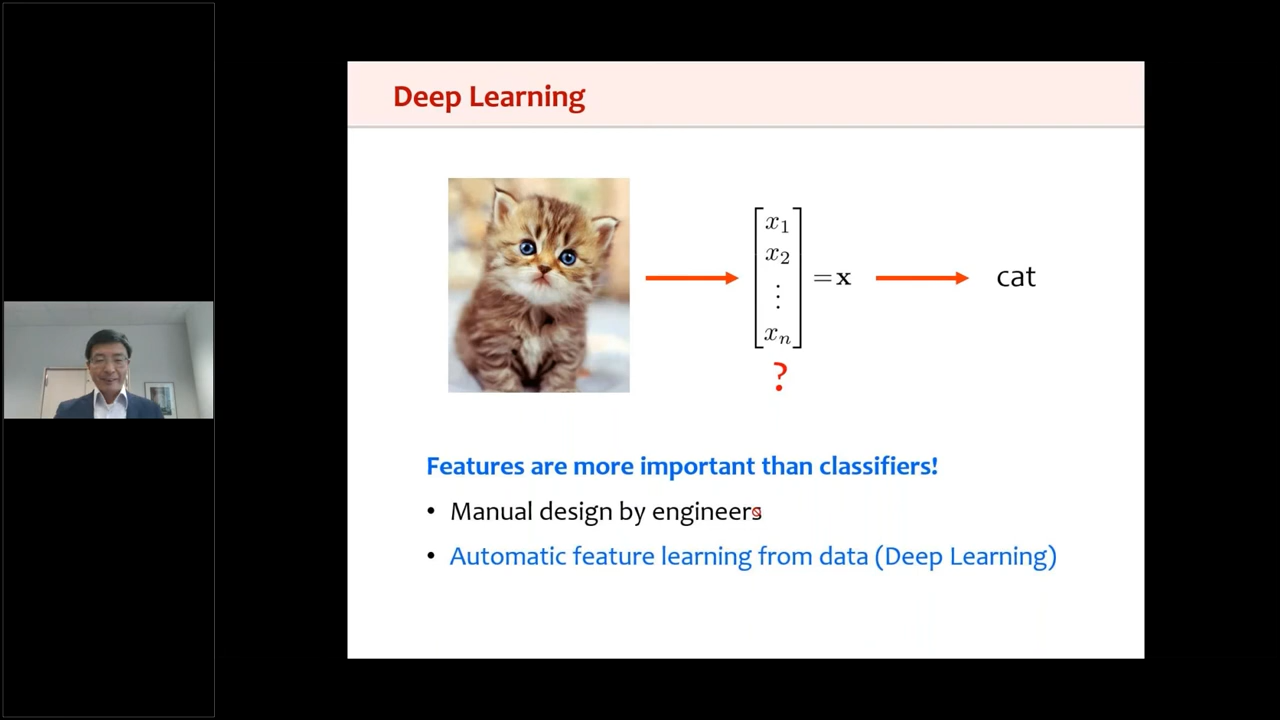 Deep Learning
x1
x2
⋮
xn
= x
cat
?
Features are more important than classifiers!
• Manual design by engineers
• Automatic feature learning from data (Deep Learning)